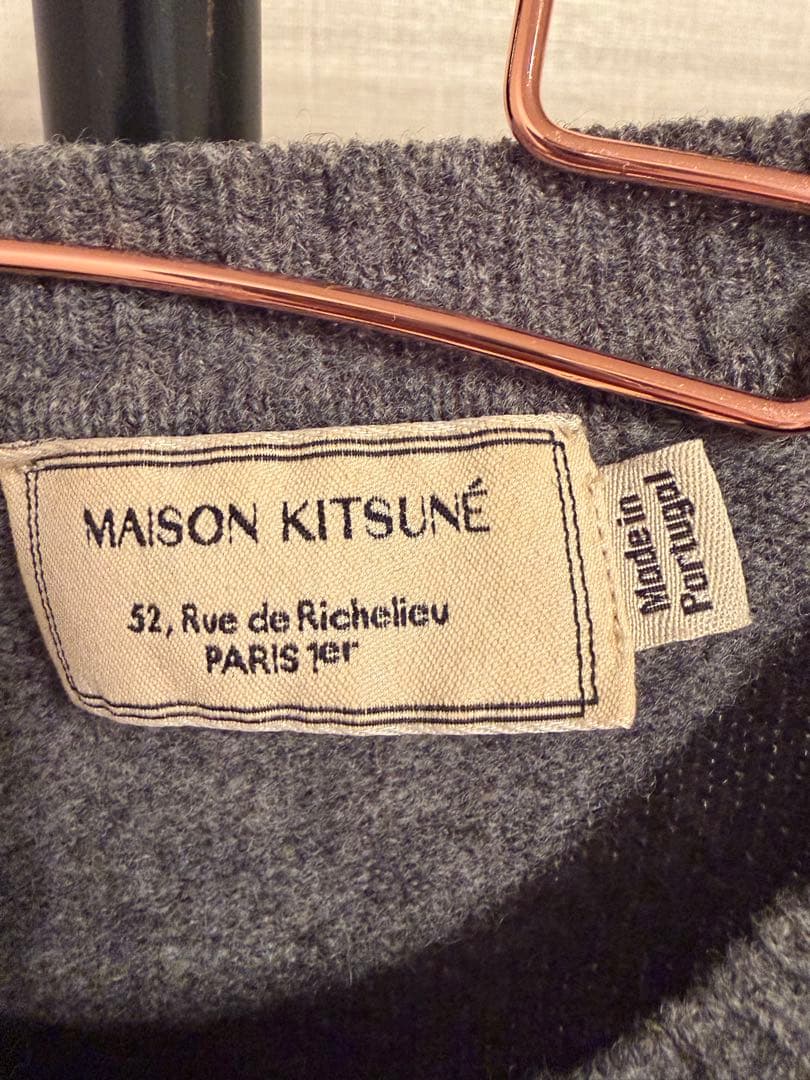 MAISON KITSUNÉ
52, Rue de Richelieu
PARIS 1er
Made in
Portugal